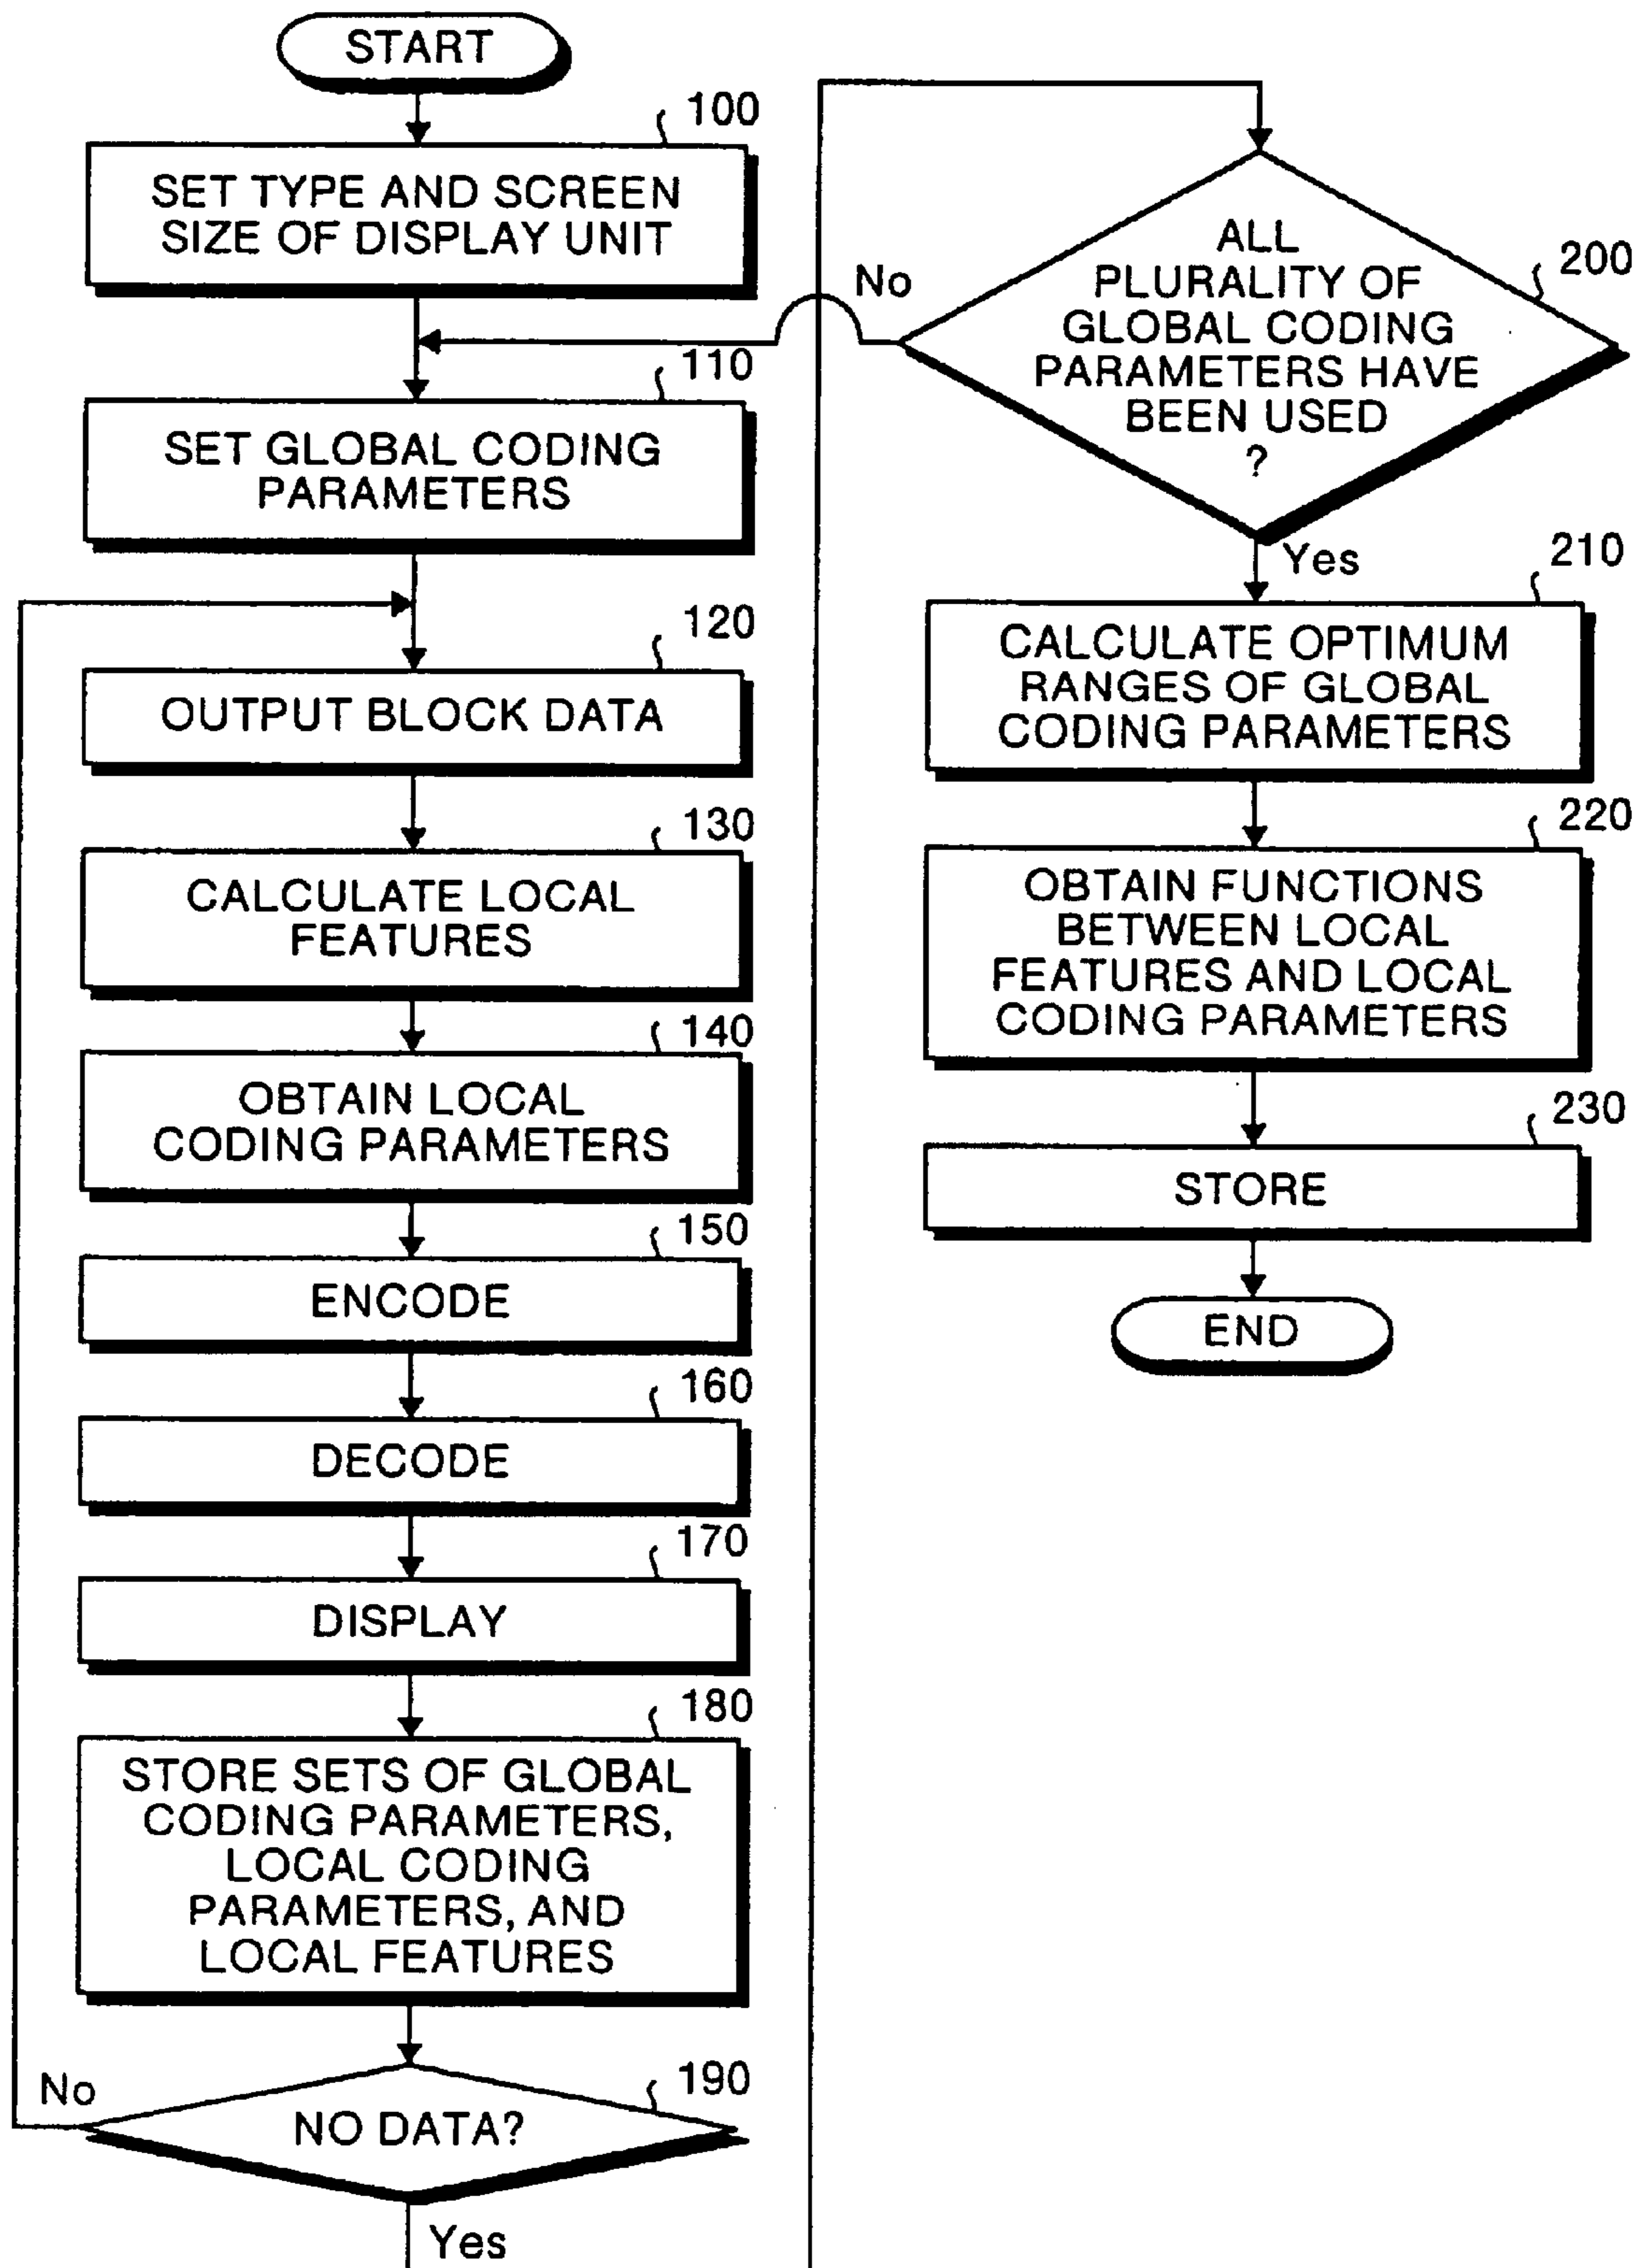 START
100
SET TYPE AND SCREEN
SIZE OF DISPLAY UNIT
110
SET GLOBAL CODING
PARAMETERS
120
OUTPUT BLOCK DATA
130
CALCULATE LOCAL
FEATURES
140
OBTAIN LOCAL
CODING PARAMETERS
150
ENCODE
160
DECODE
170
DISPLAY
180
STORE SETS OF GLOBAL
CODING PARAMETERS,
LOCAL CODING
PARAMETERS, AND
LOCAL FEATURES
190
No
NO DATA?
Yes
200
No
ALL
PLURALITY OF
GLOBAL CODING
PARAMETERS HAVE
BEEN USED
?
Yes
210
CALCULATE OPTIMUM
RANGES OF GLOBAL
CODING PARAMETERS
220
OBTAIN FUNCTIONS
BETWEEN LOCAL
FEATURES AND LOCAL
CODING PARAMETERS
230
STORE
END